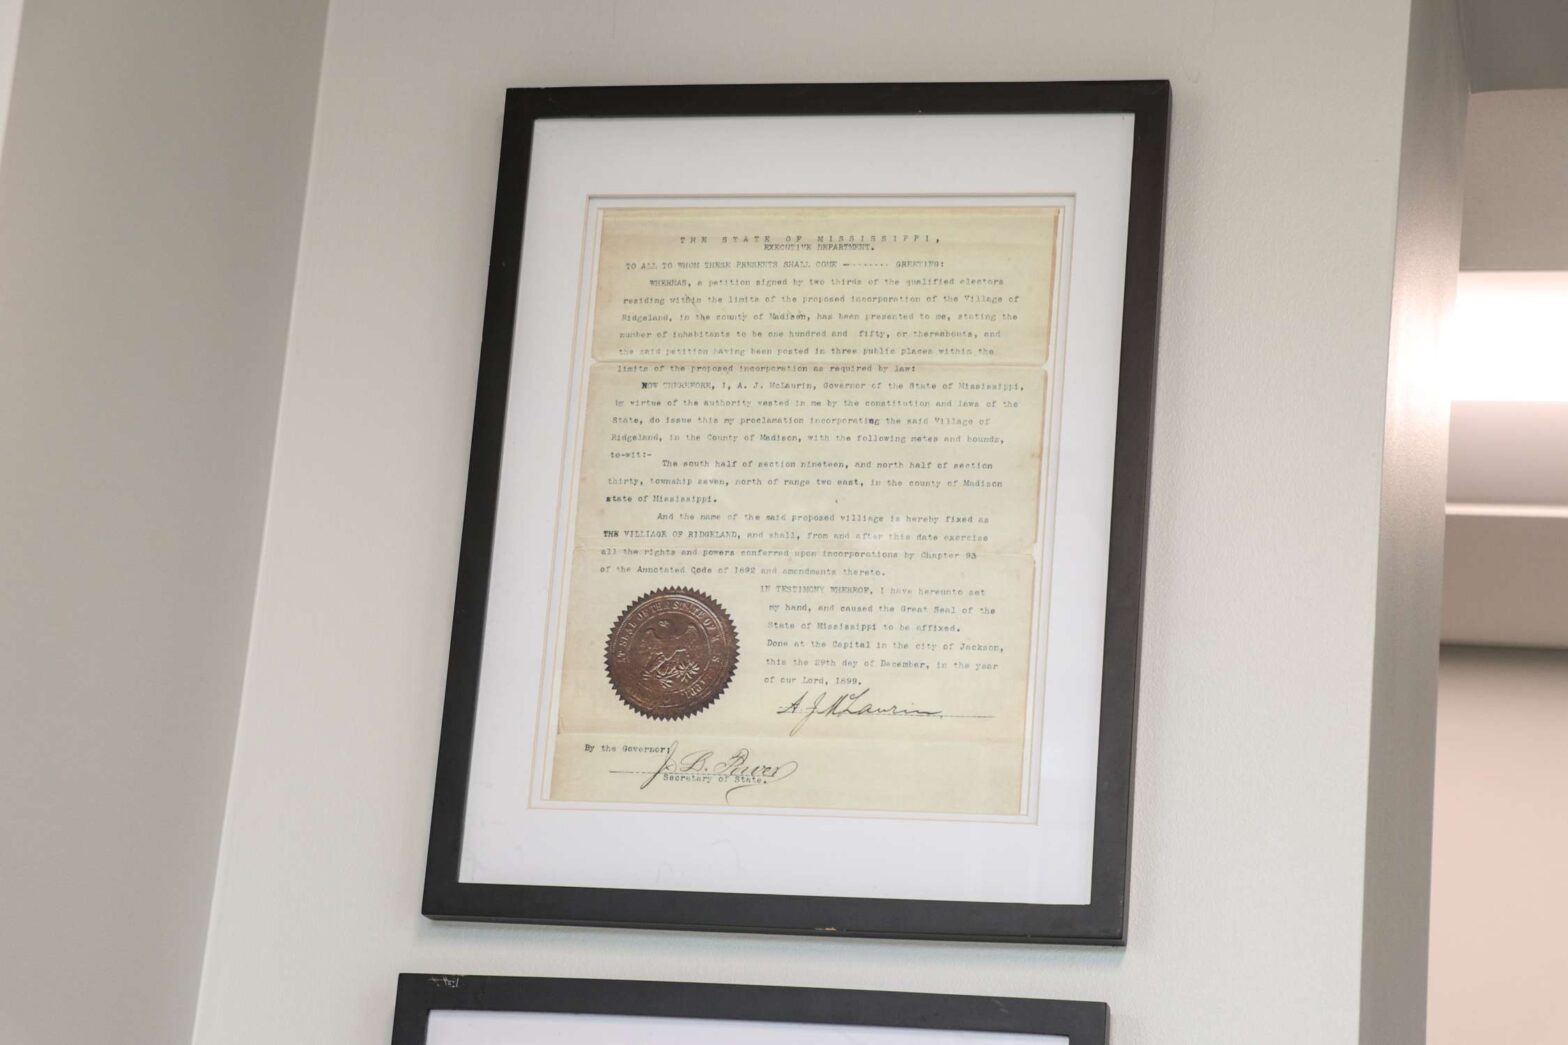 THE STATE OF MISSISSIPPI,
EXECUTIVE DEPARTMENT.
TO ALL TO WHOM THESE PRESENTS SHALL COME -------- GREETING:
WHEREAS, a petition signed by two thirds of the qualified electors
residing within the limits of the proposed incorporation of the Village of
Ridgeland, in the county of Madison, has been presented to me, stating the
number of inhabitants to be one hundred and fifty, or thereabouts, and
the said petition having been posted in three public places within the
limits of the proposed incorporation as required by law:
NOW THEREFORE, I, A. J. McLaurin, Governor of the State of Mississippi,
by virtue of the authority vested in me by the constitution and laws of the
State, do issue this my proclamation incorporating the said Village of
Ridgeland, in the County of Madison, with the following metes and bounds,
to-wit:-
The south half of section nineteen, and north half of section
thirty, township seven, north of range two east, in the county of Madison
state of Mississippi.
And the name of the said proposed village is hereby fixed as
THE VILLIAGE OF RIDGELAND, and shall, from and after this date exercise
all the rights and powers conferred upon incorporations by Chapter 93
of the Annotated Code of 1892 and amendments thereto.
IN TESTIMONY WHEREOF, I have hereunto set
my hand, and caused the Great Seal of the
State of Mississippi to be affixed.
Done at the Capital in the city of Jackson,
this the 29th day of December, in the year
of our Lord, 1899.
A. J. McLaurin
By the Governor:
J. B. Power
Secretary of State.